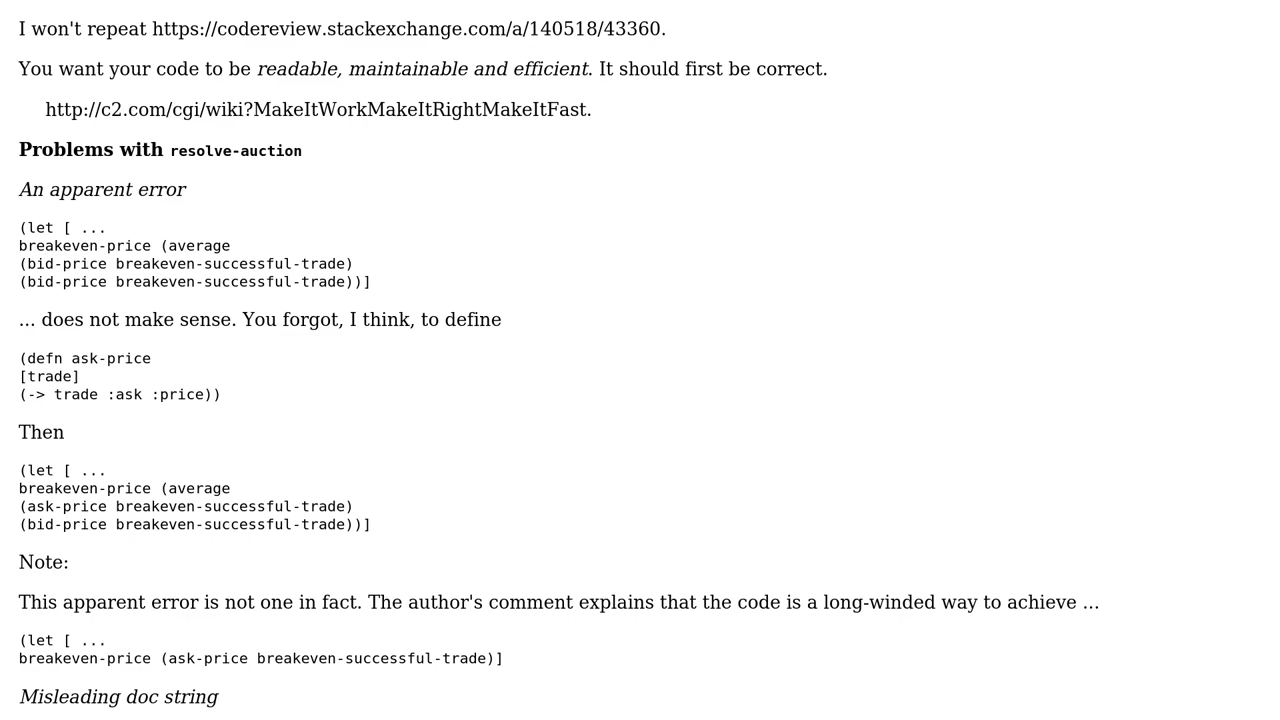 I won't repeat https://codereview.stackexchange.com/a/140518/43360.
You want your code to be readable, maintainable and efficient. It should first be correct.
http://c2.com/cgi/wiki?MakeItWorkMakeItRightMakeItFast.
Problems with resolve-auction
An apparent error
(let [ ...
breakeven-price (average
(bid-price breakeven-successful-trade)
(bid-price breakeven-successful-trade))]
... does not make sense. You forgot, I think, to define
(defn ask-price
[trade]
(-> trade :ask :price))
Then
(let [ ...
breakeven-price (average
(ask-price breakeven-successful-trade)
(bid-price breakeven-successful-trade))]
Note:
This apparent error is not one in fact. The author's comment explains that the code is a long-winded way to achieve ...
(let [ ...
breakeven-price (ask-price breakeven-successful-trade)]
Misleading doc string